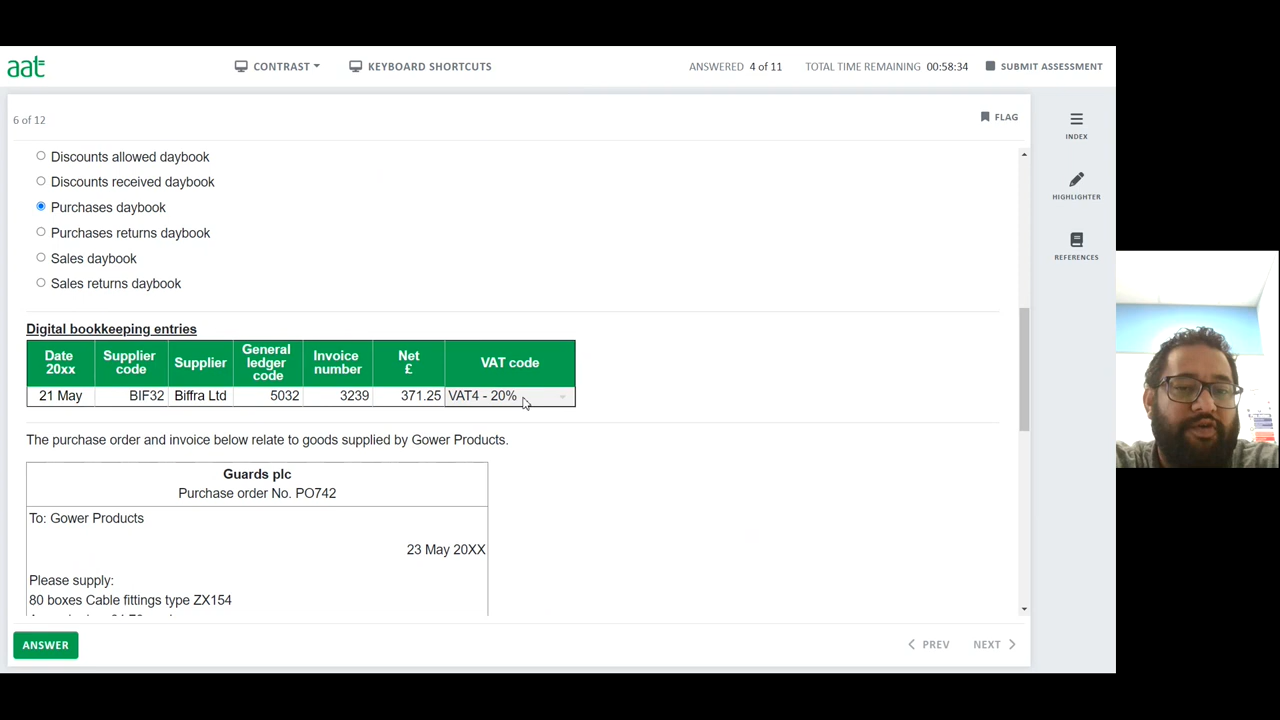 aat
CONTRAST
KEYBOARD SHORTCUTS
ANSWERED 4 of 11
TOTAL TIME REMAINING 00:58:34
SUBMIT ASSESSMENT
6 of 12
FLAG
INDEX
HIGHLIGHTER
REFERENCES
Discounts allowed daybook
Discounts received daybook
Purchases daybook
Purchases returns daybook
Sales daybook
Sales returns daybook
Digital bookkeeping entries
Date 20xx Supplier code Supplier General ledger code Invoice number Net £ VAT code
21 May BIF32 Biffra Ltd 5032 3239 371.25 VAT4 - 20%
The purchase order and invoice below relate to goods supplied by Gower Products.
Guards plc
Purchase order No. PO742
To: Gower Products
23 May 20XX
Please supply:
80 boxes Cable fittings type ZX154
ANSWER
PREV
NEXT